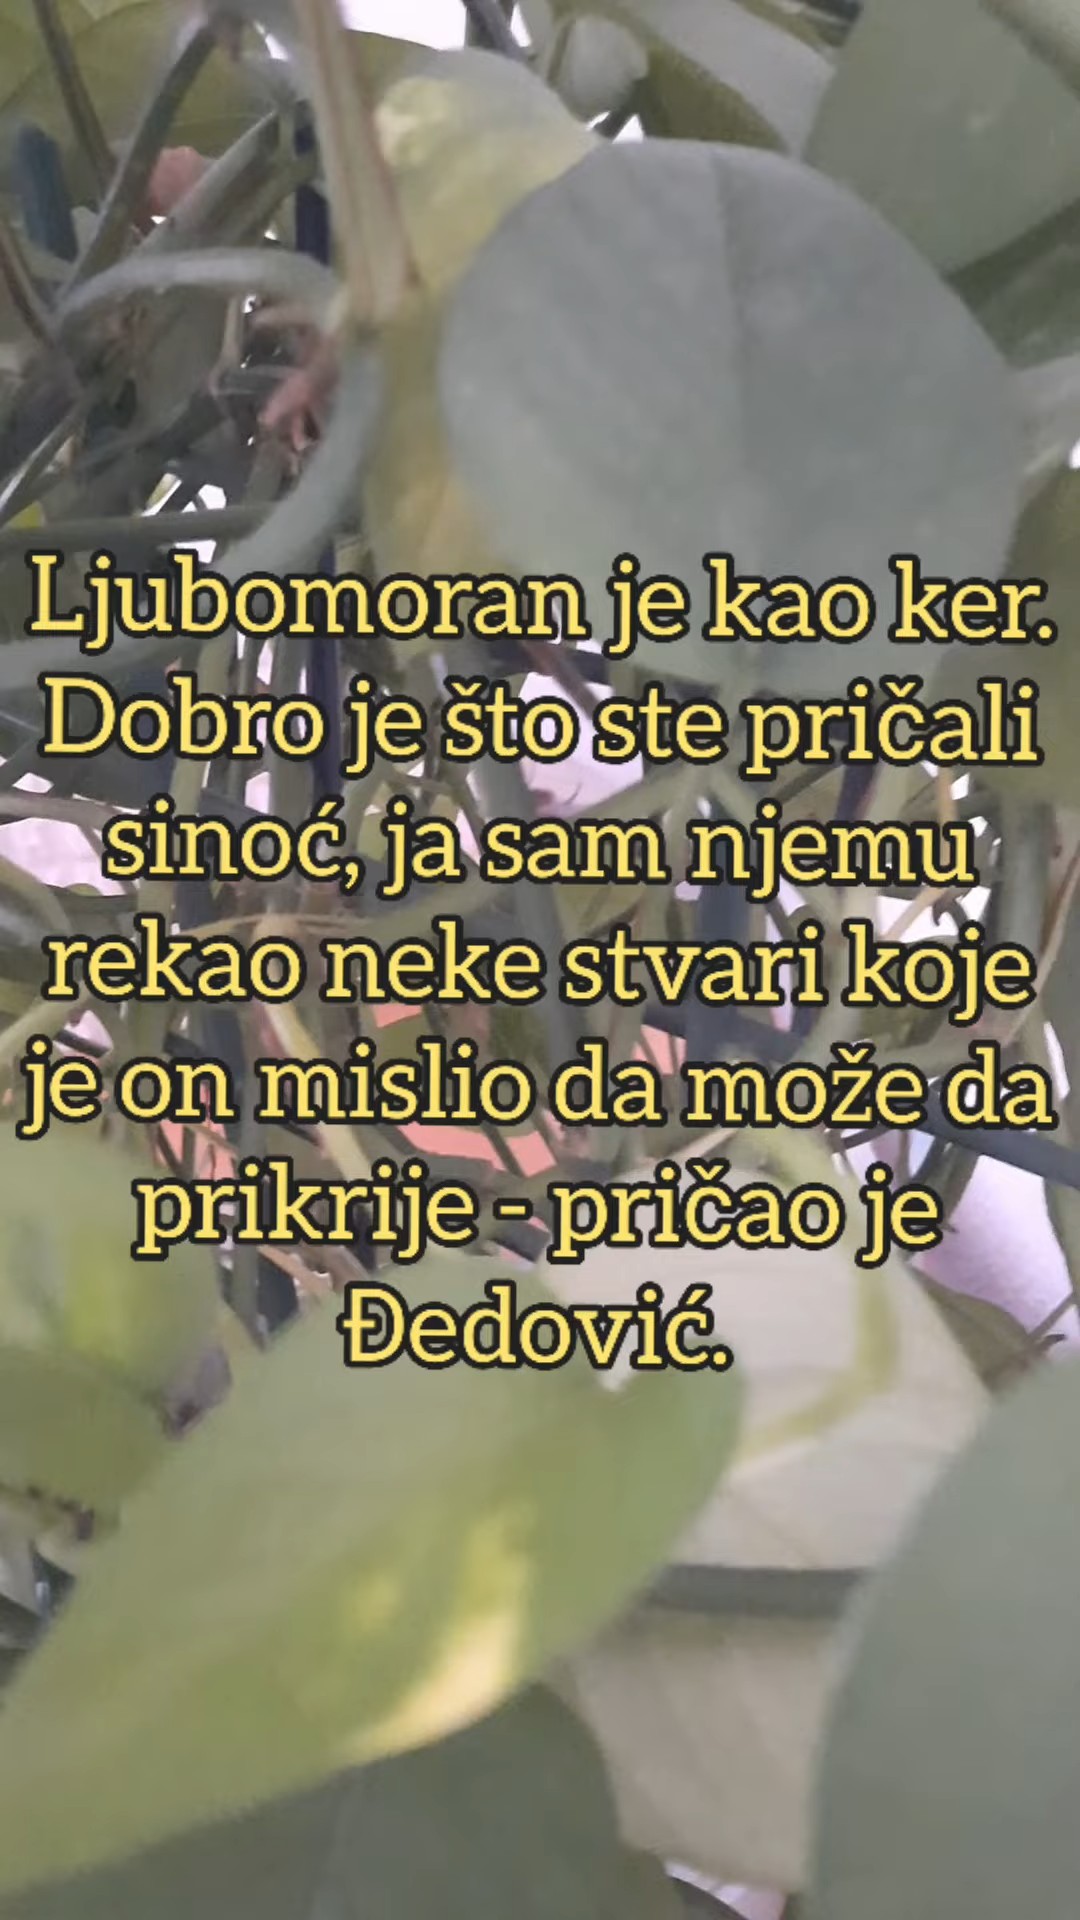 Ljubomoran je kao ker.
Dobro je što ste pričali
sinoć, ja sam njemu
rekao neke stvari koje
je on mislio da može da
prikrije - pričao je
Đedović.